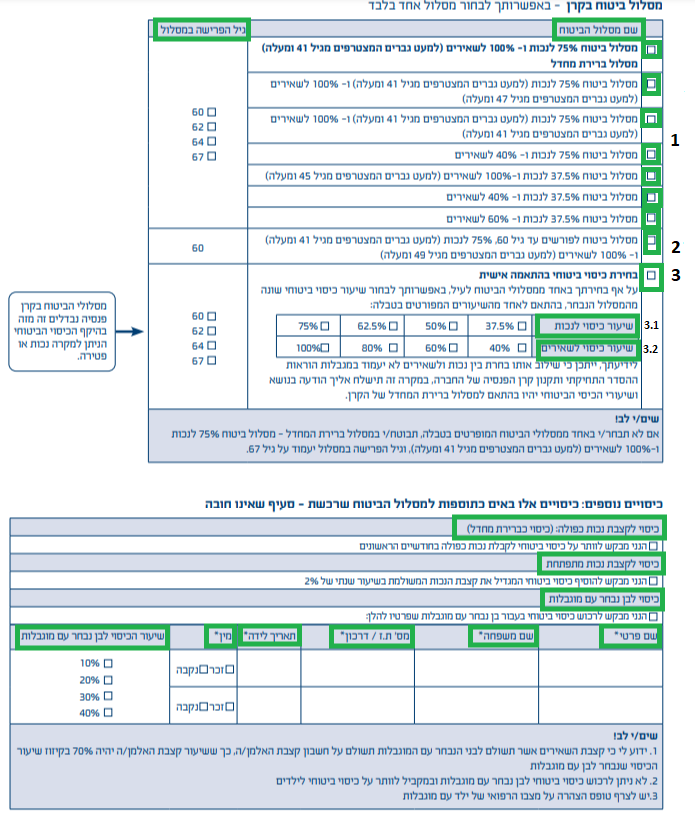 מסלול ביטוח בקרן - באפשרותך לבחור מסלול אחד בלבד
שם מסלול הביטוח
גיל הפרישה במסלול
מסלול ביטוח 75% לנכות ו- 100% לשאירים (למעט גברים המצטרפים מגיל 41 ומעלה)
מסלול ברירת מחדל
מסלול ביטוח 75% לנכות (למעט גברים המצטרפים מגיל 41 ומעלה) ו- 100% לשאירים
(למעט גברים המצטרפים מגיל 47 ומעלה)
מסלול ביטוח 75% לנכות (למעט גברים המצטרפים מגיל 41 ומעלה) ו- 100% לשאירים
(למעט גברים המצטרפים מגיל 41 ומעלה)
מסלול ביטוח 75% לנכות ו- 40% לשאירים
מסלול ביטוח 37.5% לנכות ו-100% לשאירים (למעט גברים המצטרפים מגיל 45 ומעלה)
מסלול ביטוח 37.5% לנכות ו- 40% לשאירים
מסלול ביטוח 37.5% לנכות ו- 60% לשאירים
60
62
64
67
1
מסלול ביטוח לפורשים עד גיל 60, 75% לנכות (למעט גברים המצטרפים מגיל 41 ומעלה)
ו- 100% לשאירים (למעט גברים המצטרפים מגיל 49 ומעלה)
60
2
3
בחירת כיסוי ביטוחי בהתאמה אישית
על אף בחירתך באחד ממסלולי הביטוח לעיל, באפשרותך לבחור שיעור כיסוי ביטוחי שונה
מהמסלול הנבחר, בהתאם לאחד מהשיעורים המפורטים בטבלה:
3.1
שיעור כיסוי לנכות
37.5%
50%
62.5%
75%
3.2
שיעור כיסוי לשאירים
40%
60%
80%
100%
לידיעתך, ייתכן כי שילוב אותו בחרת בין נכות ולשאירים לא יעמוד במגבלות הוראות
ההסדר התחיקתי ותקנון קרן הפנסיה של החברה, במקרה זה תישלח אליך הודעה בנושא
ושיעורי הכיסוי הביטוחי יהיו בהתאם למסלול ברירת המחדל של הקרן.
60
62
64
67
מסלולי הביטוח בקרן
פנסיה נבדלים זה מזה
בהיקף הכיסוי הביטוחי
הניתן למקרה נכות או
פטירה.
שים/י לב!
אם לא תבחר/י באחד ממסלולי הביטוח המופרטים בטבלה, תבוטח/י במסלול ברירת המחדל - מסלול ביטוח 75% לנכות
ו-100% לשאירים (למעט גברים המצטרפים מגיל 41 ומעלה), וגיל הפרישה במסלול יעמוד על גיל 67.
כיסויים נוספים: כיסויים אלו באים כתוספות למסלול הביטוח שרכשת - סעיף שאינו חובה
כיסוי לקצבת נכות כפולה: (כיסוי כברירת מחדל)
הנני מבקש לוותר על כיסוי ביטוחי לקבלת נכות כפולה בחודשיים הראשונים
כיסוי לקצבת נכות מתפתחת
הנני מבקש להוסיף כיסוי ביטוחי המגדיל את קצבת הנכות המשולמת בשיעור שנתי של 2%
כיסוי לבן נבחר עם מוגבלות
הנני מבקש לרכוש כיסוי ביטוחי בעבור בן נבחר עם מוגבלות שפרטיו להלן:
שם פרטי*
שם משפחה*
מס' ת.ז / דרכון*
תאריך לידה*
מין*
שיעור הכיסוי לבן נבחר עם מוגבלות
זכר נקבה
זכר נקבה
10%
20%
30%
40%
שים/י לב!
1. ידוע לי כי קצבת השאירים אשר תשולם לבני הנבחר עם המוגבלות תשולם על חשבון קצבת האלמן/ה, כך ששיעור קצבת האלמן/ה יהיה 70% בקיזוז שיעור
הכיסוי שנבחר לבן עם מוגבלות
2. לא ניתן לרכוש כיסוי ביטוחי לבן נבחר עם מוגבלות ובמקביל לוותר על כיסוי ביטוחי לילדים
3.יש לצרף טופס הצהרה על מצבו הרפואי של ילד עם מוגבלות